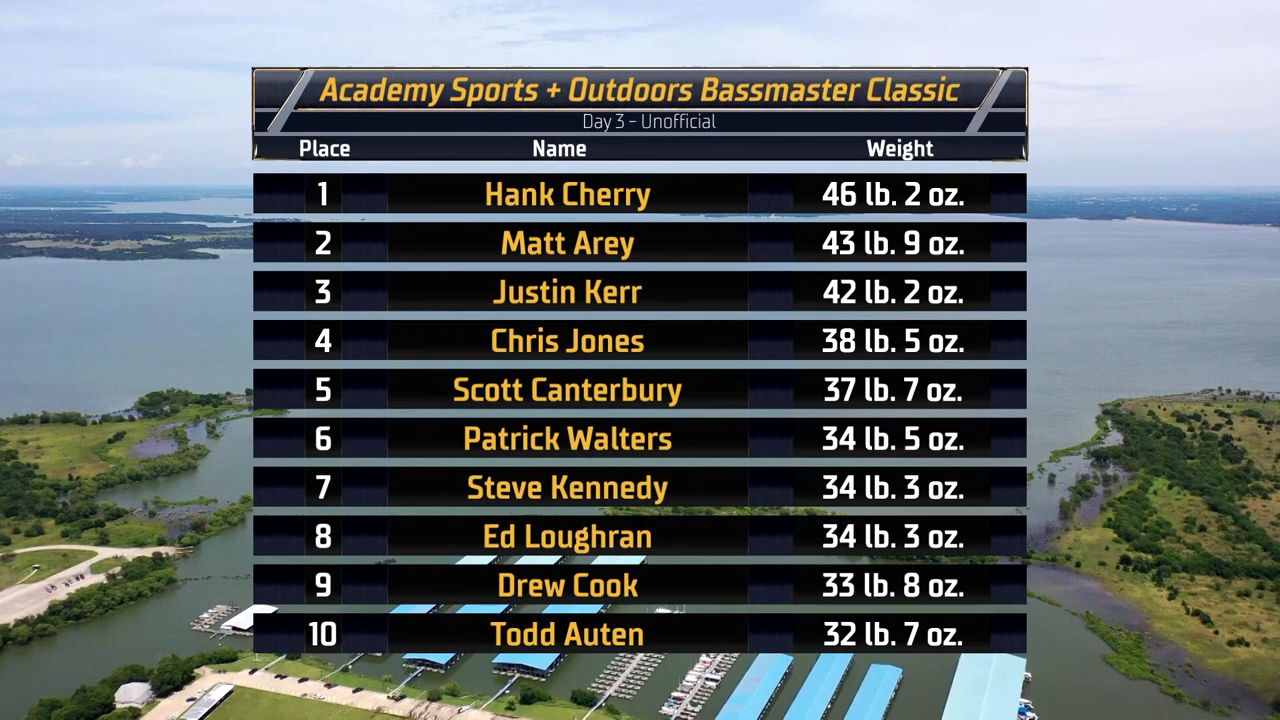 Academy Sports + Outdoors Bassmaster Classic
Day 3 - Unofficial
Place Name Weight
1 Hank Cherry 46 lb. 2 oz.
2 Matt Arey 43 lb. 9 oz.
3 Justin Kerr 42 lb. 2 oz.
4 Chris Jones 38 lb. 5 oz.
5 Scott Canterbury 37 lb. 7 oz.
6 Patrick Walters 34 lb. 5 oz.
7 Steve Kennedy 34 lb. 3 oz.
8 Ed Loughran 34 lb. 3 oz.
9 Drew Cook 33 lb. 8 oz.
10 Todd Auten 32 lb. 7 oz.